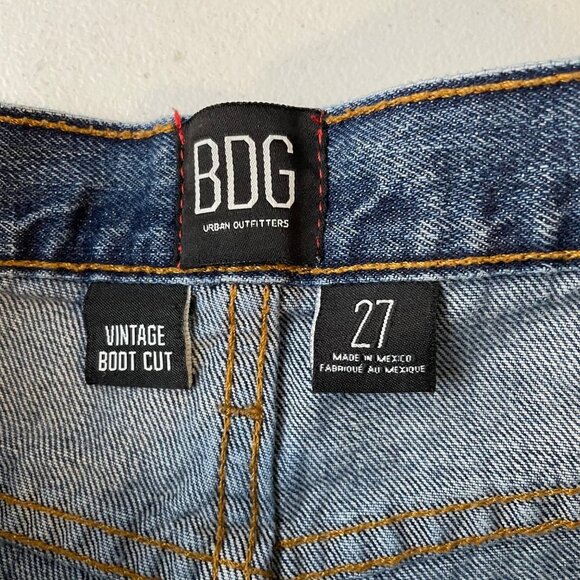 BDG
URBAN OUTFITTERS
VINTAGE
BOOT CUT
27
MADE IN MEXICO
FABRIQUÉ AU MEXIQUE